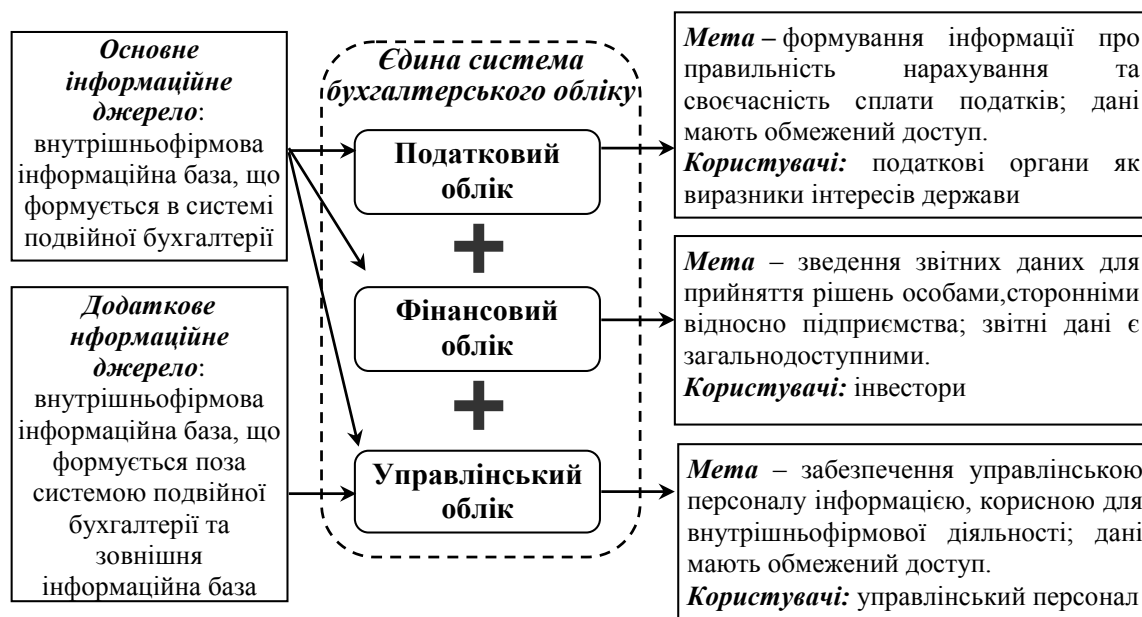 Основне
інформаційне
джерело:
внутрішньофірмова
інформаційна база, що
формується в системі
подвійної бухгалтерії
Додаткове
нформаційне
джерело:
внутрішньофірмова
інформаційна база, що
формується поза
системою подвійної
бухгалтерії та
зовнішня
інформаційна база
Єдина система
бухгалтерського обліку
Податковий
облік
Фінансовий
облік
Управлінський
облік
Мета – формування інформації про
правильність нарахування та
своєчасність сплати податків; дані
мають обмежений доступ.
Користувачі: податкові органи як
виразники інтересів держави
Мета – зведення звітних даних для
прийняття рішень особами,сторонніми
відносно підприємства; звітні дані є
загальнодоступними.
Користувачі: інвестори
Мета – забезпечення управлінською
персоналу інформацією, корисною для
внутрішньофірмової діяльності; дані
мають обмежений доступ.
Користувачі: управлінський персонал